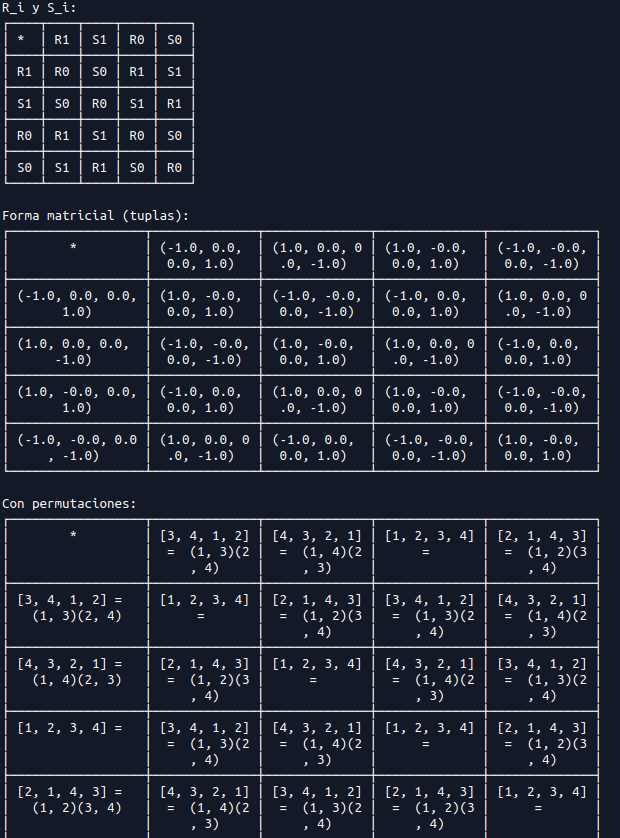 R_i y S_i:
* R1 S1 R0 S0
R1 R0 S0 R1 S1
S1 S0 R0 S1 R1
R0 R1 S1 R0 S0
S0 S1 R1 S0 R0
Forma matricial (tuplas):
* (-1.0, 0.0, (1.0, 0.0, 0 (1.0, -0.0, (-1.0, -0.0,
0.0, 1.0) .0, -1.0) 0.0, 1.0) 0.0, -1.0)
(-1.0, 0.0, 0.0, (1.0, -0.0, (-1.0, -0.0, (-1.0, 0.0, (1.0, 0.0, 0
1.0) 0.0, 1.0) 0.0, -1.0) 0.0, 1.0) .0, -1.0)
(1.0, 0.0, 0.0, (-1.0, -0.0, (1.0, -0.0, (1.0, 0.0, 0 (-1.0, 0.0,
-1.0) 0.0, -1.0) 0.0, 1.0) .0, -1.0) 0.0, 1.0)
(1.0, -0.0, 0.0, (-1.0, 0.0, (1.0, 0.0, 0 (1.0, -0.0, (-1.0, -0.0,
1.0) 0.0, 1.0) .0, -1.0) 0.0, 1.0) 0.0, -1.0)
(-1.0, -0.0, 0.0 (1.0, 0.0, 0 (-1.0, 0.0, (-1.0, -0.0, (1.0, -0.0,
, -1.0) .0, -1.0) 0.0, 1.0) 0.0, -1.0) 0.0, 1.0)
Con permutaciones:
* [3, 4, 1, 2] [4, 3, 2, 1] [1, 2, 3, 4] [2, 1, 4, 3]
= (1, 3)(2 = (1, 4)(2 = = (1, 2)(3
, 4) , 3) , 4)
[3, 4, 1, 2] = [1, 2, 3, 4] [2, 1, 4, 3] [3, 4, 1, 2] [4, 3, 2, 1]
(1, 3)(2, 4) = = (1, 2)(3 = (1, 3)(2 = (1, 4)(2
, 4) , 4) , 3)
[4, 3, 2, 1] = [2, 1, 4, 3] [1, 2, 3, 4] [4, 3, 2, 1] [3, 4, 1, 2]
(1, 4)(2, 3) = (1, 2)(3 = = (1, 4)(2 = (1, 3)(2
, 4) , 3) , 4)
[1, 2, 3, 4] = [3, 4, 1, 2] [4, 3, 2, 1] [1, 2, 3, 4] [2, 1, 4, 3]
= (1, 3)(2 = (1, 4)(2 = = (1, 2)(3
, 4) , 3) , 4)
[2, 1, 4, 3] = [4, 3, 2, 1] [3, 4, 1, 2] [2, 1, 4, 3] [1, 2, 3, 4]
(1, 2)(3, 4) = (1, 4)(2 = (1, 3)(2 = (1, 2)(3 =
, 3) , 4) , 4)